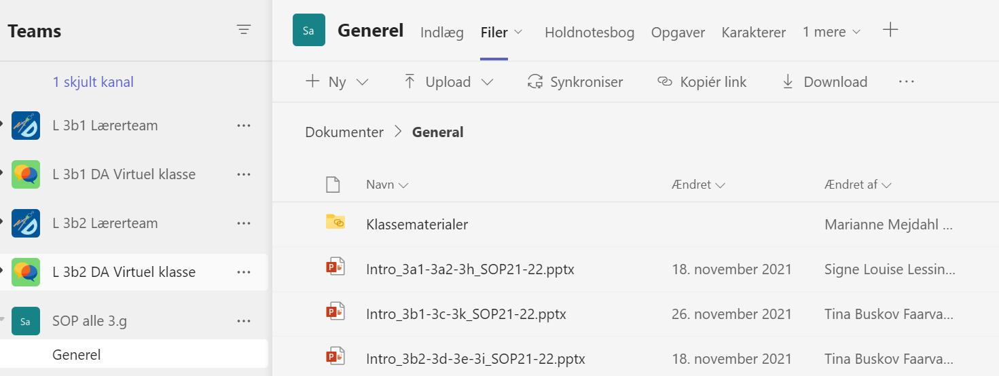 Teams
1 skjult kanal
L 3b1 Lærerteam
L 3b1 DA Virtuel klasse
L 3b2 Lærerteam
L 3b2 DA Virtuel klasse
Sa SOP alle 3.g
Generel
Sa Generel Indlæg Filer Holdnotesbog Opgaver Karakterer 1 mere
Ny Upload Synkroniser Kopiér link Download
Dokumenter General
Navn Ændret Ændret af
Klassematerialer Marianne Mejdahl ...
P Intro_3a1-3a2-3h_SOP21-22.pptx 18. november 2021 Signe Louise Lessin...
P Intro_3b1-3c-3k_SOP21-22.pptx 26. november 2021 Tina Buskov Faarva...
P Intro_3b2-3d-3e-3i_SOP21-22.pptx 18. november 2021 Tina Buskov Faarva...